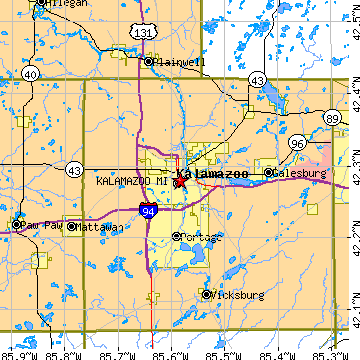 Allegan
131
Plainwell
40
43
89
96
43
Kalamazoo
KALAMAZOO MI
Galesburg
94
Paw Paw
Mattawan
Portage
Vicksburg
42.5°N
42.4°N
42.3°N
42.2°N
42.1°N
85.9°W
85.8°W
85.7°W
85.6°W
85.5°W
85.4°W
85.3°W